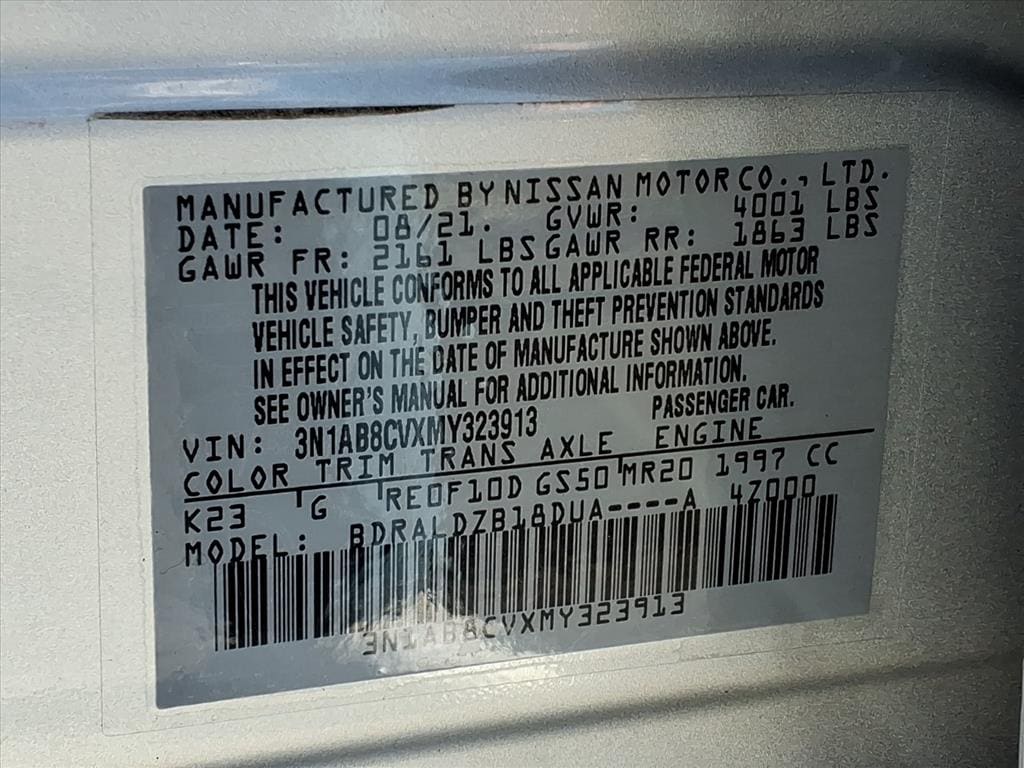 MANUFACTURED BY NISSAN MOTOR CO., LTD.
DATE: 08/21. GVWR: 4001 LBS
GAWR FR: 2161 LBS GAWR RR: 1863 LBS
THIS VEHICLE CONFORMS TO ALL APPLICABLE FEDERAL MOTOR
VEHICLE SAFETY, BUMPER AND THEFT PREVENTION STANDARDS
IN EFFECT ON THE DATE OF MANUFACTURE SHOWN ABOVE.
SEE OWNER'S MANUAL FOR ADDITIONAL INFORMATION.
VIN: 3N1AB8CVXMY323913 PASSENGER CAR.
COLOR TRIM TRANS AXLE ENGINE
K23 G RE0F10D GS50 MR20 1997 CC
MODEL: BDRALDZB18DUA----A 4Z000
3N1AB8CVXMY323913